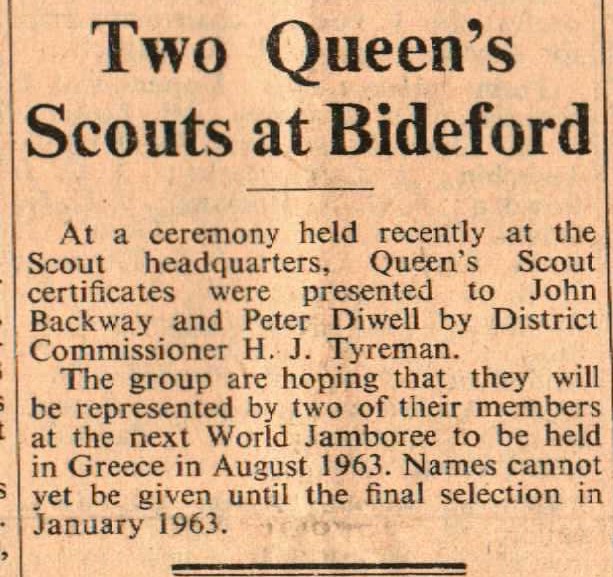 Two Queen's
Scouts at Bideford
At a ceremony held recently at the
Scout headquarters, Queen's Scout
certificates were presented to John
Backway and Peter Diwell by District
Commissioner H. J. Tyreman.
The group are hoping that they will
be represented by two of their members
at the next World Jamboree to be held
in Greece in August 1963. Names cannot
yet be given until the final selection in
January 1963.